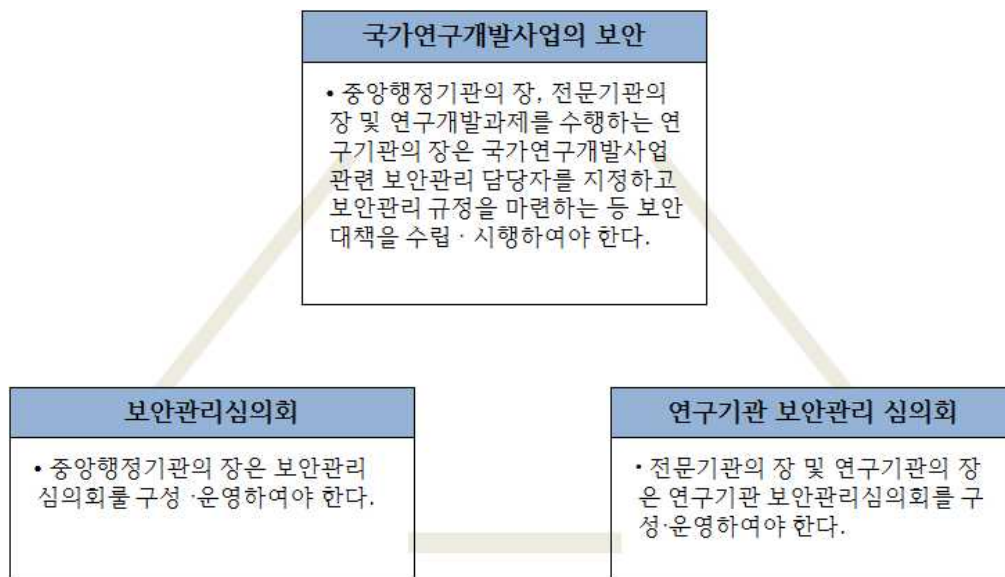 국가연구개발사업의 보안
• 중앙행정기관의 장, 전문기관의
장 및 연구개발과제를 수행하는 연
구기관의 장은 국가연구개발사업
관련 보안관리 담당자를 지정하고
보안관리 규정을 마련하는 등 보안
대책을 수립 · 시행하여야 한다.
보안관리심의회
• 중앙행정기관의 장은 보안관리
심의회룰 구성 ·운영하여야 한다.
연구기관 보안관리 심의회
• 전문기관의 장 및 연구기관의 장
은 연구기관 보안관리심의회를 구
성·운영하여야 한다.